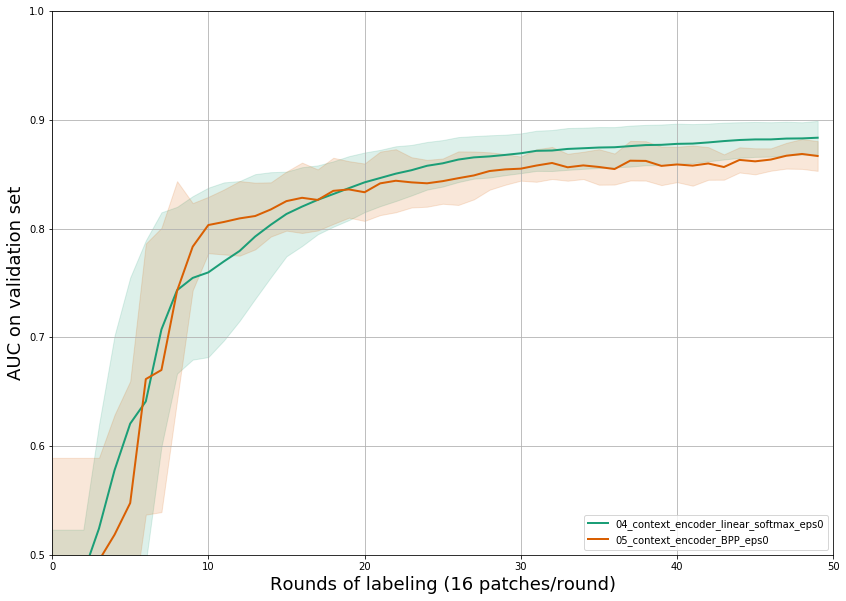 1.0
0.9
0.8
0.7
0.6
0.5
AUC on validation set
04_context_encoder_linear_softmax_eps0
05_context_encoder_BPP_eps0
0 10 20 30 40 50
Rounds of labeling (16 patches/round)